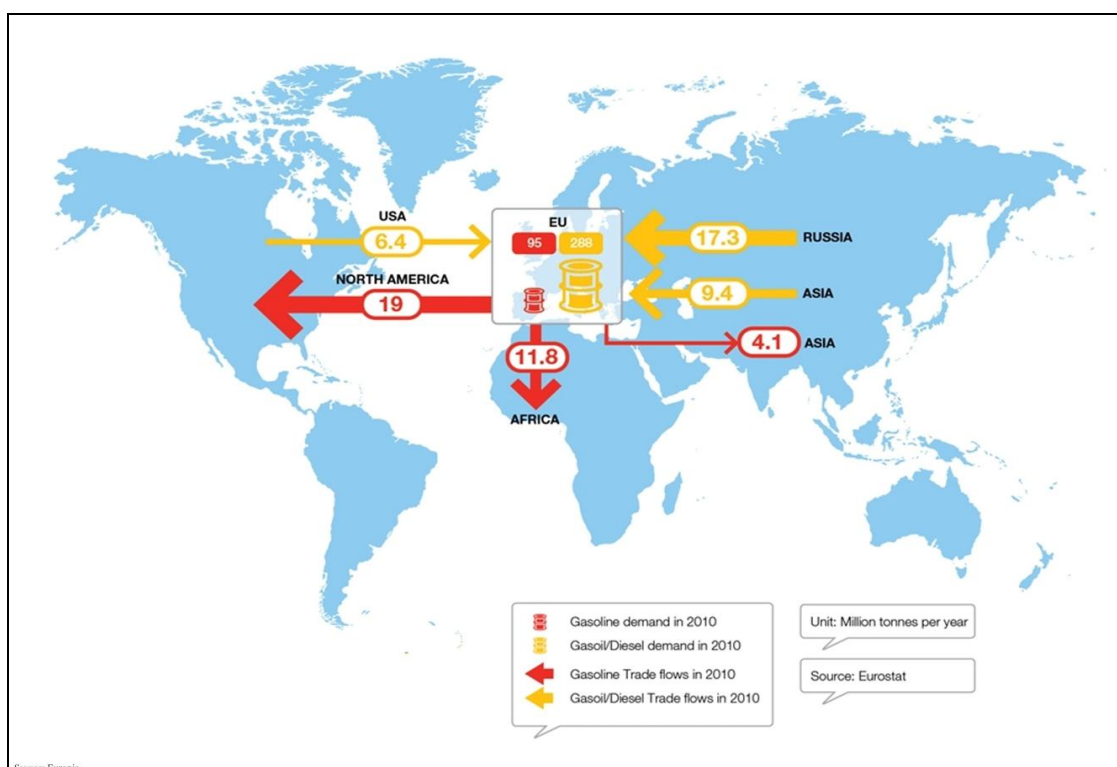 USA
6.4
NORTH AMERICA
19
EU
95 288
17.3
RUSSIA
9.4
ASIA
4.1
ASIA
11.8
AFRICA
Gasoline demand in 2010
Gasoil/Diesel demand in 2010
Gasoline Trade flows in 2010
Gasoil/Diesel Trade flows in 2010
Unit: Million tonnes per year
Source: Eurostat